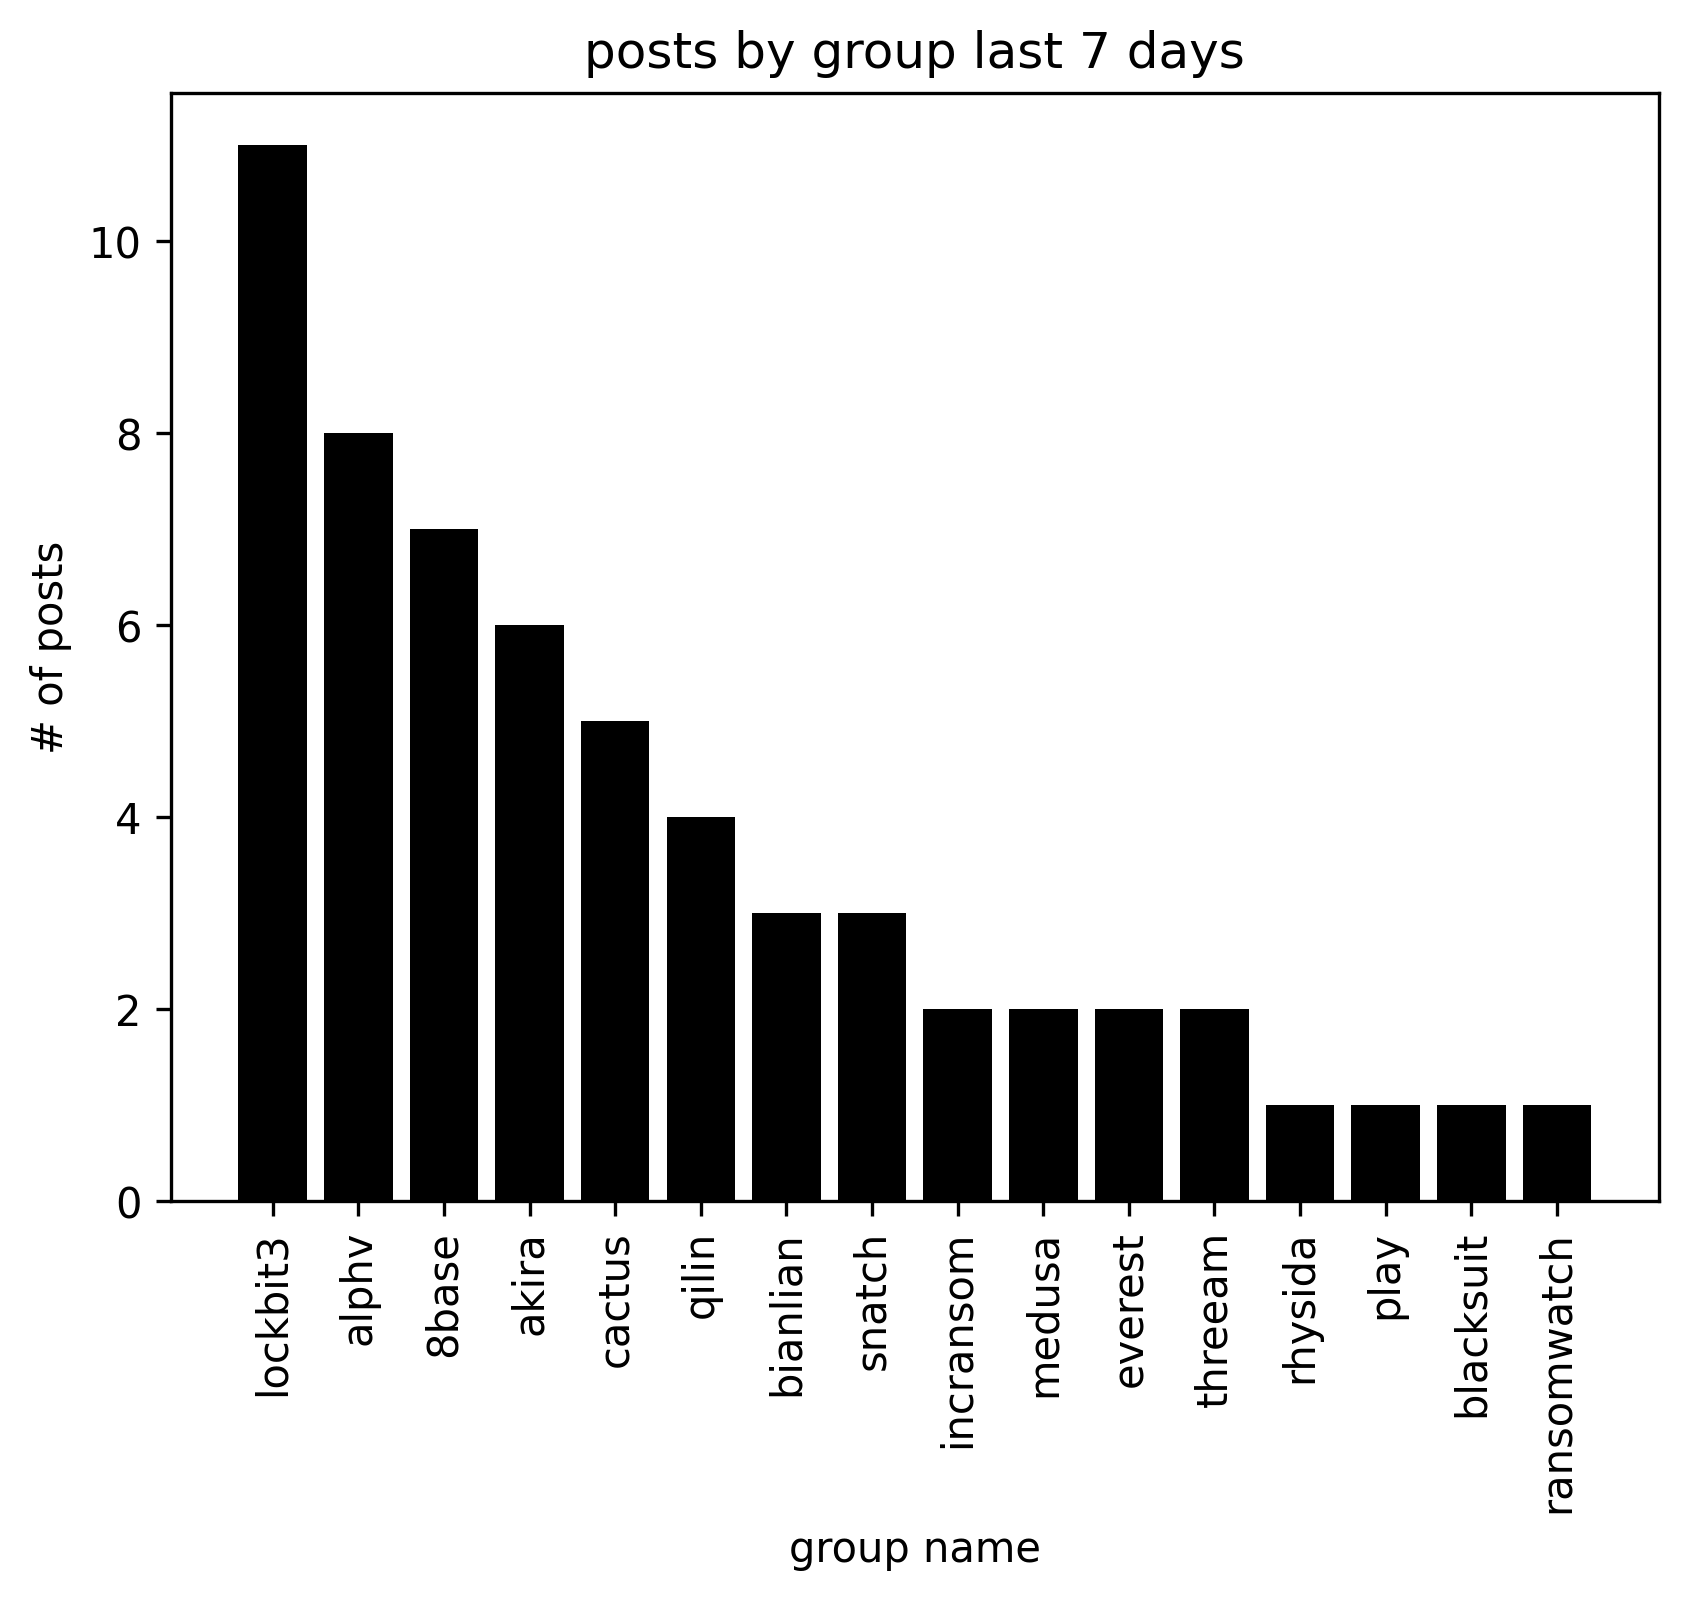 posts by group last 7 days
# of posts
10
8
6
4
2
0
lockbit3
alphv
8base
akira
cactus
qilin
bianlian
snatch
incransom
medusa
everest
threeam
rhysida
play
blacksuit
ransomwatch
group name